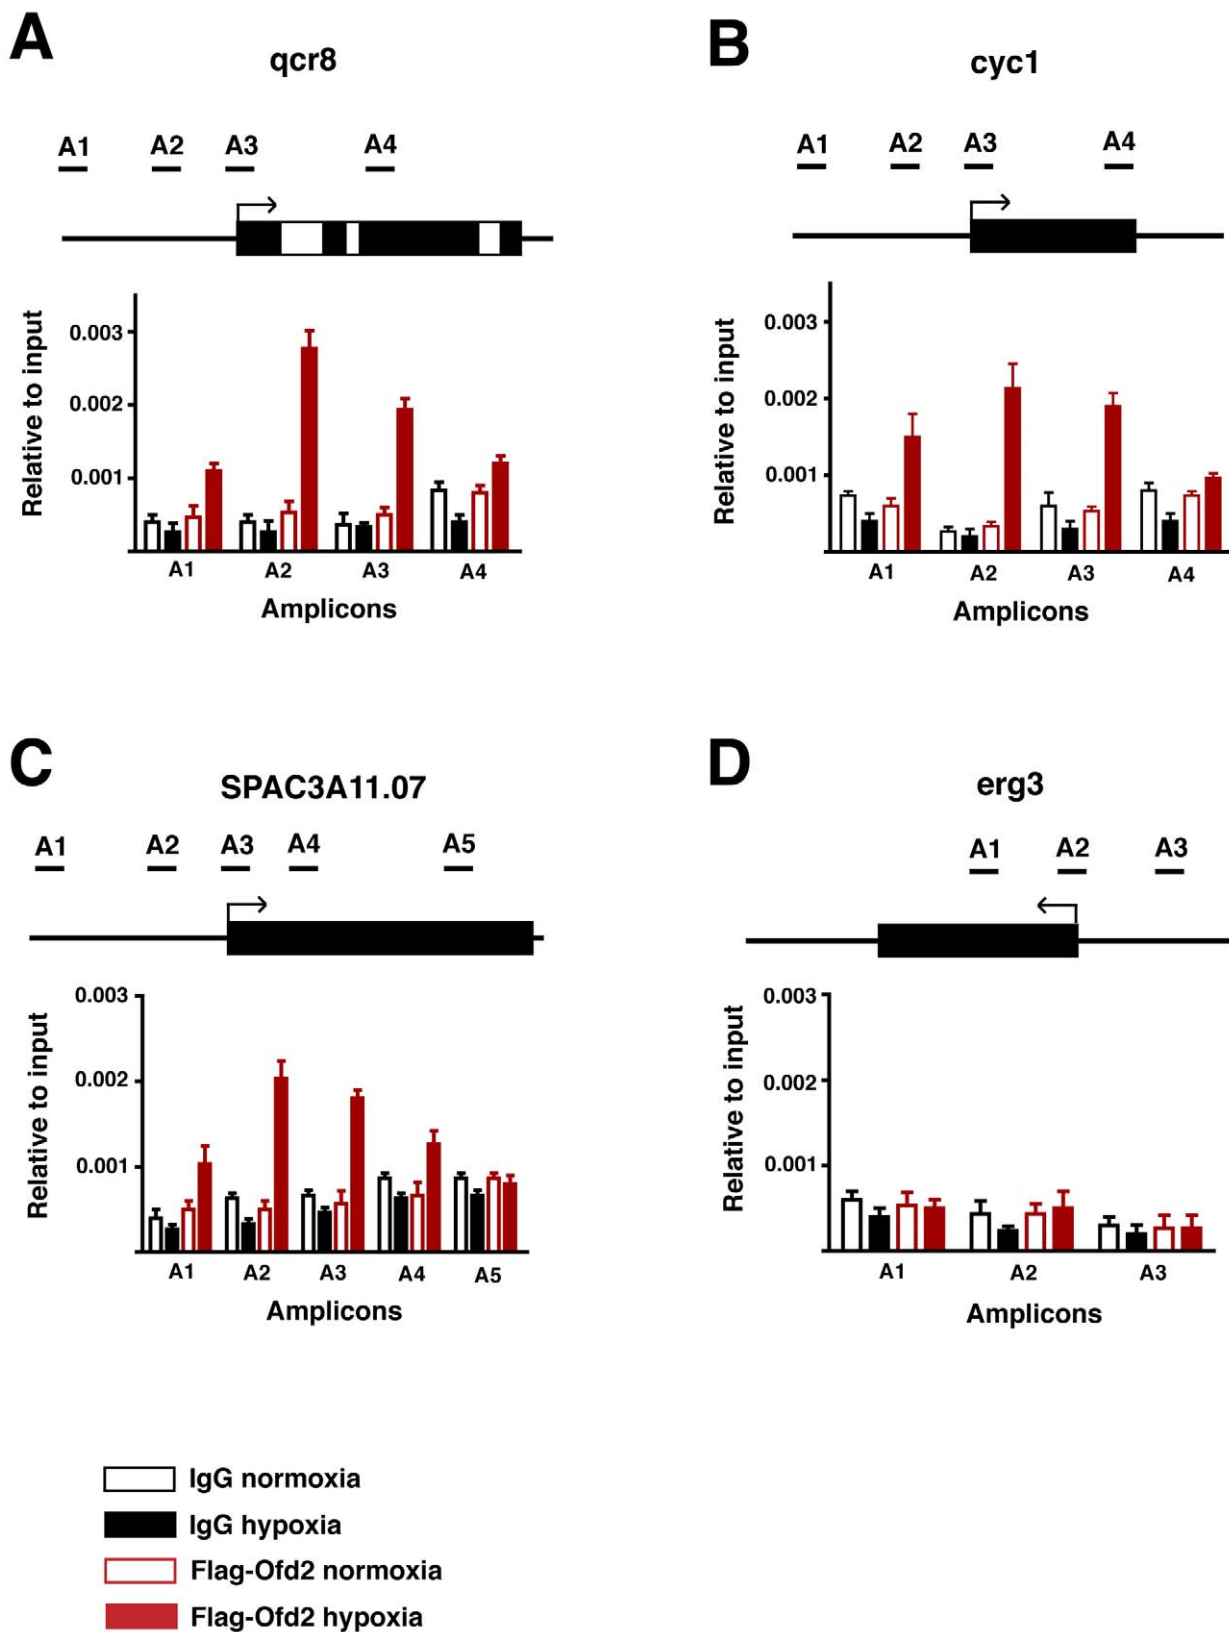 A
qcr8
A1 A2 A3 A4
Relative to input
0.003
0.002
0.001
A1 A2 A3 A4
Amplicons
B
cyc1
A1 A2 A3 A4
Relative to input
0.003
0.002
0.001
A1 A2 A3 A4
Amplicons
C
SPAC3A11.07
A1 A2 A3 A4 A5
Relative to input
0.003
0.002
0.001
A1 A2 A3 A4 A5
Amplicons
D
erg3
A1 A2 A3
Relative to input
0.003
0.002
0.001
A1 A2 A3
Amplicons
IgG normoxia
IgG hypoxia
Flag-Ofd2 normoxia
Flag-Ofd2 hypoxia